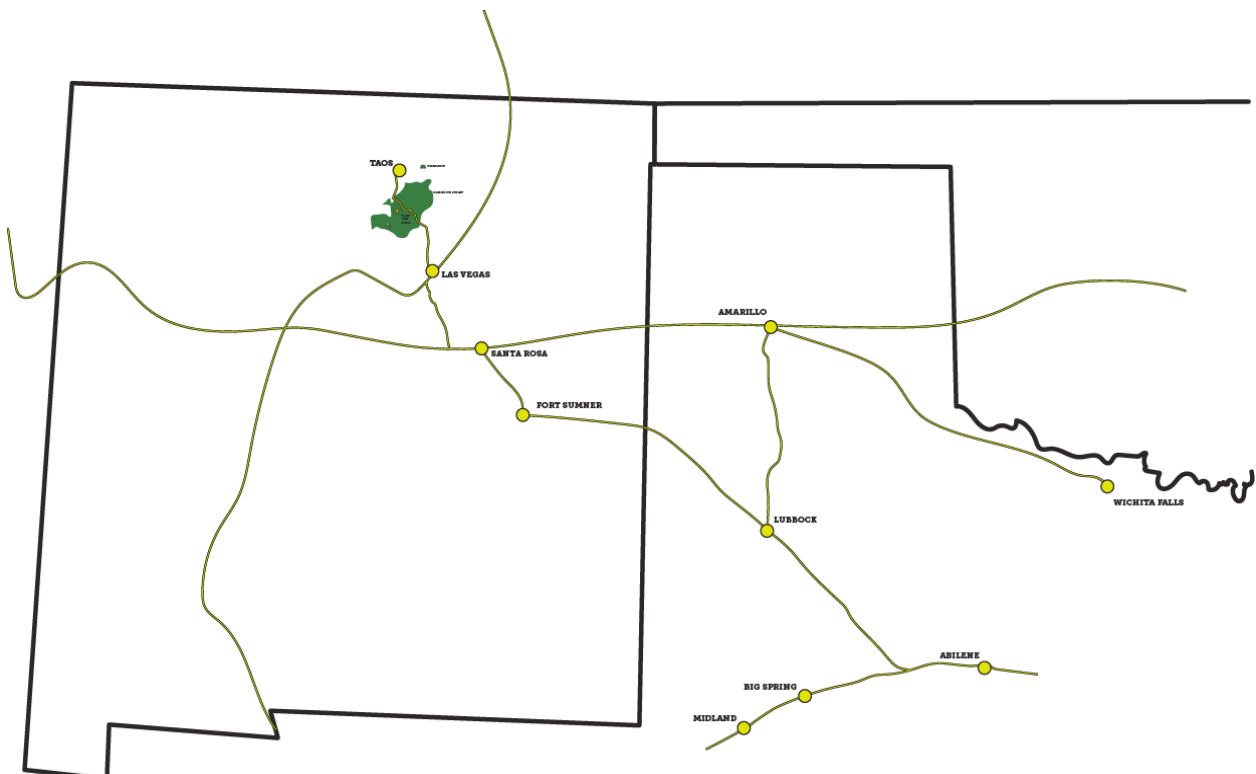 TAOS
LAS VEGAS
AMARILLO
SANTA ROSA
FORT SUMNER
WICHITA FALLS
LUBBOCK
ABILENE
BIG SPRING
MIDLAND